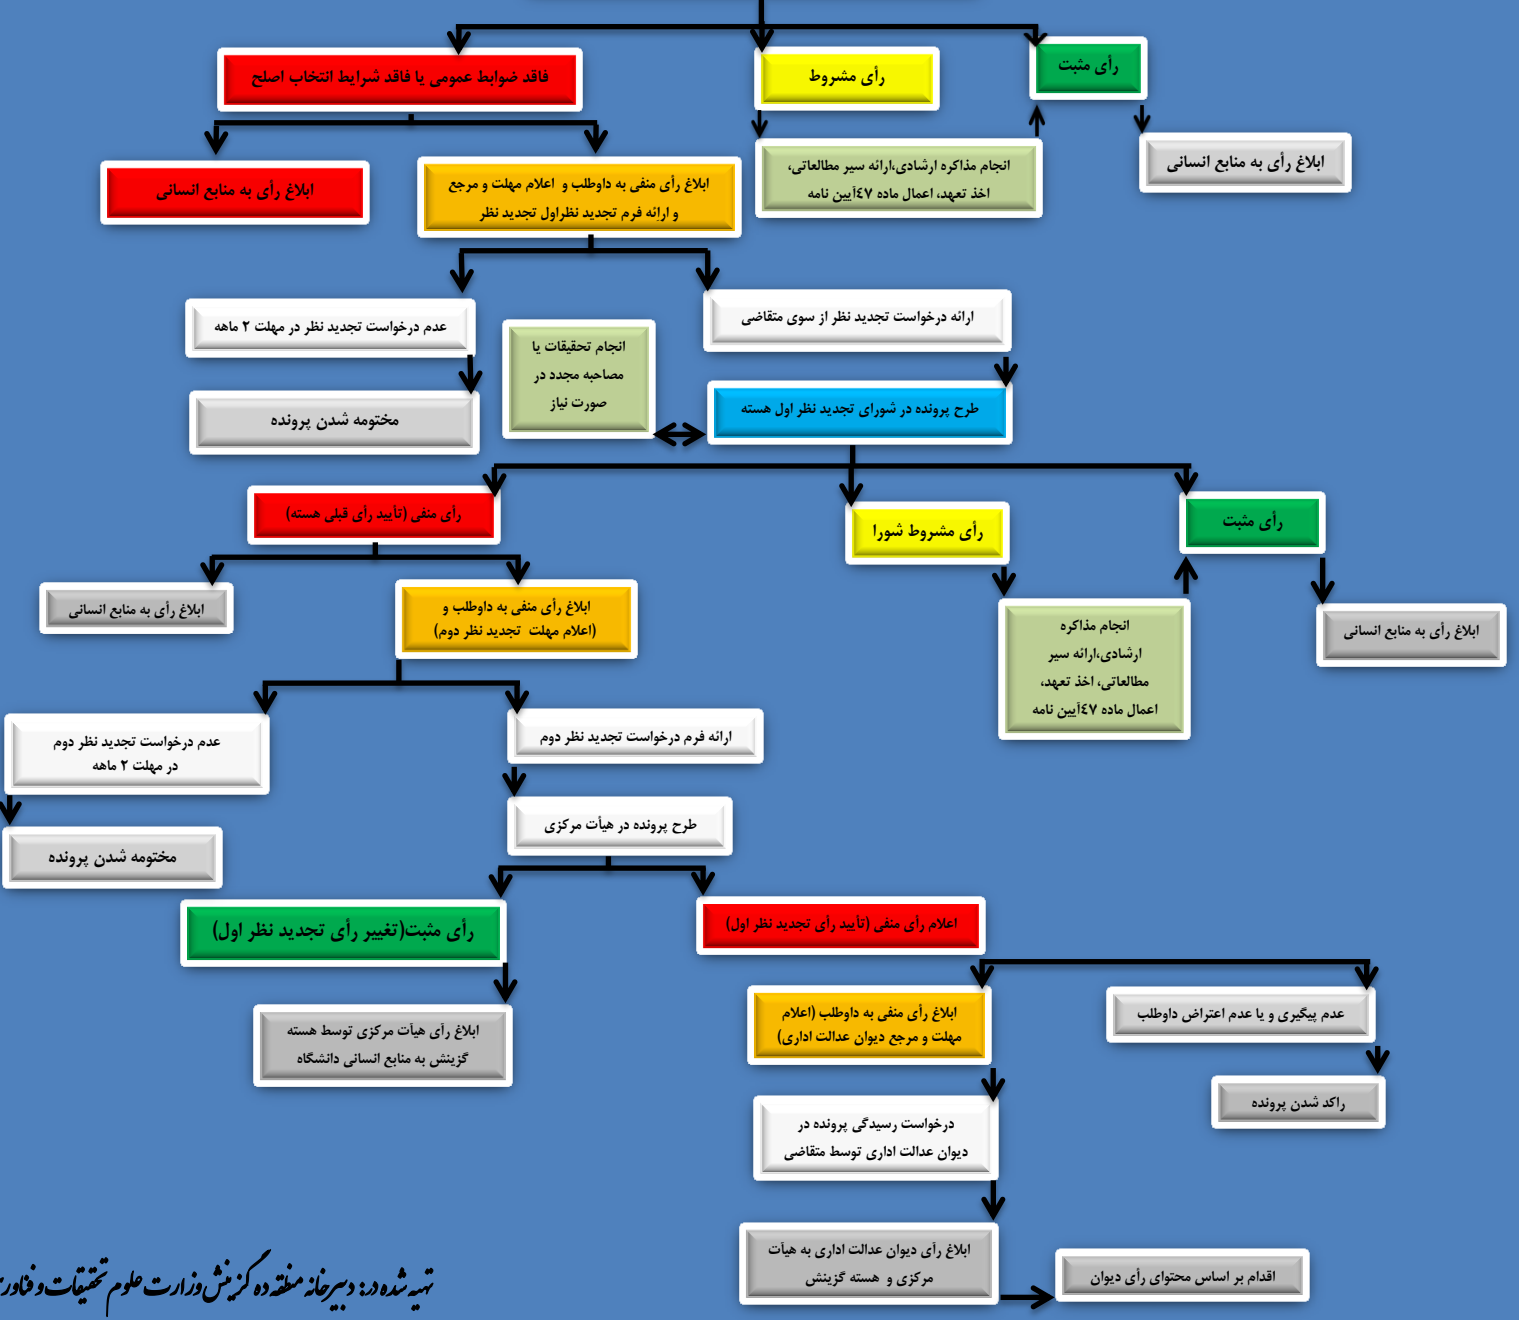 رأی مثبت
رأی مشروط
فاقد ضوابط عمومی یا فاقد شرایط انتخاب اصلح
ابلاغ رأی به منابع انسانی
انجام مذاکره ارشادی،ارائه سیر مطالعاتی،
اخذ تعهد، اعمال ماده ٤٧آیین نامه
ابلاغ رأی منفی به داوطلب و اعلام مهلت و مرجع
و ارائه فرم تجدید نظراول تجدید نظر
ابلاغ رأی به منابع انسانی
ارائه درخواست تجدید نظر از سوی متقاضی
عدم درخواست تجدید نظر در مهلت ۲ ماهه
انجام تحقیقات یا
مصاحبه مجدد در
صورت نیاز
طرح پرونده در شورای تجدید نظر اول هسته
مختومه شدن پرونده
رأی مثبت
رأی مشروط شورا
رأی منفی (تأیید رأی قبلی هسته)
ابلاغ رأی به منابع انسانی
انجام مذاکره
ارشادی،ارائه سیر
مطالعاتی، اخذ تعهد،
اعمال ماده ٤٧آیین نامه
ابلاغ رأی منفی به داوطلب و
(اعلام مهلت تجدید نظر دوم)
ابلاغ رأی به منابع انسانی
ارائه فرم درخواست تجدید نظر دوم
عدم درخواست تجدید نظر دوم
در مهلت ۲ ماهه
طرح پرونده در هیأت مرکزی
مختومه شدن پرونده
اعلام رأی منفی (تأیید رأی تجدید نظر اول)
رأی مثبت(تغییر رأی تجدید نظر اول)
عدم پیگیری و یا عدم اعتراض داوطلب
ابلاغ رأی منفی به داوطلب (اعلام
مهلت و مرجع دیوان عدالت اداری)
ابلاغ رأی هیأت مرکزی توسط هسته
گزینش به منابع انسانی دانشگاه
راکد شدن پرونده
درخواست رسیدگی پرونده در
دیوان عدالت اداری توسط متقاضی
ابلاغ رأی دیوان عدالت اداری به هیأت
مرکزی و هسته گزینش
اقدام بر اساس محتوای رأی دیوان
تهیه شده در: دبیرخانه منطقه ده گزینش وزارت علوم تحقیقات و فناوری